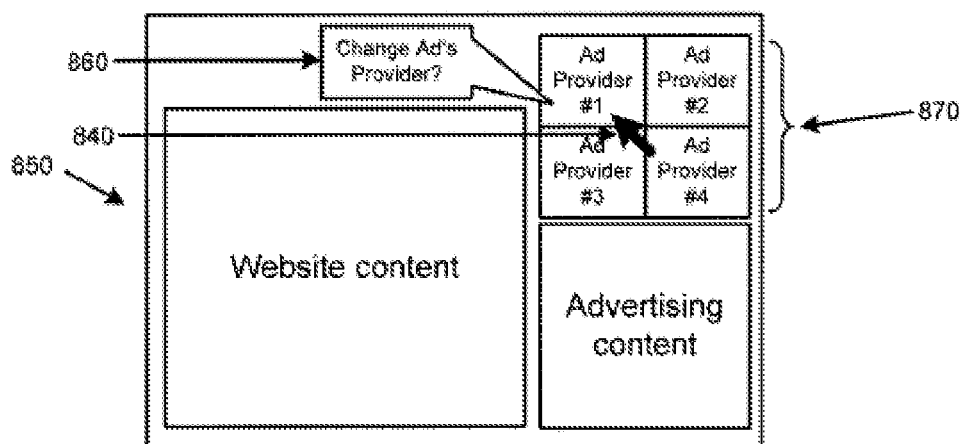 860
Change Ad's
Provider?
Ad
Provider
#1
Ad
Provider
#2
870
840
850
Ad
Provider
#3
Ad
Provider
#4
Website content
Advertising
content